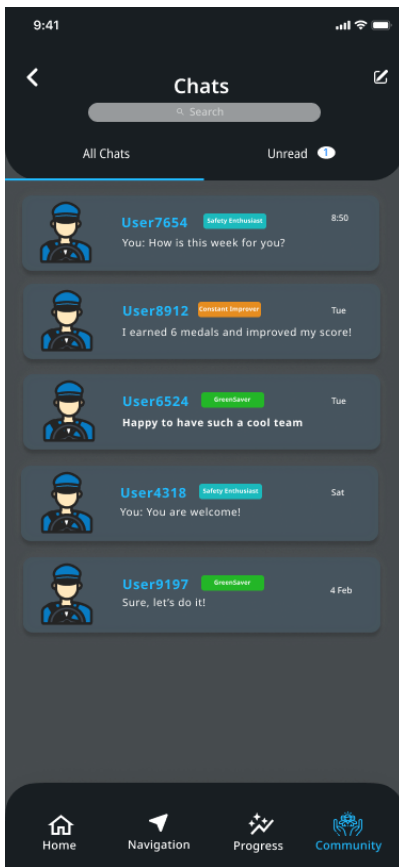 9:41
Chats
Search
All Chats
Unread 1
User7654 Safety Enthusiast 8:50
You: How is this week for you?
User8912 Constant Improver Tue
I earned 6 medals and improved my score!
User6524 GreenSaver Tue
Happy to have such a cool team
User4318 Safety Enthusiast Sat
You: You are welcome!
User9197 GreenSaver 4 Feb
Sure, let's do it!
Home
Navigation
Progress
Community